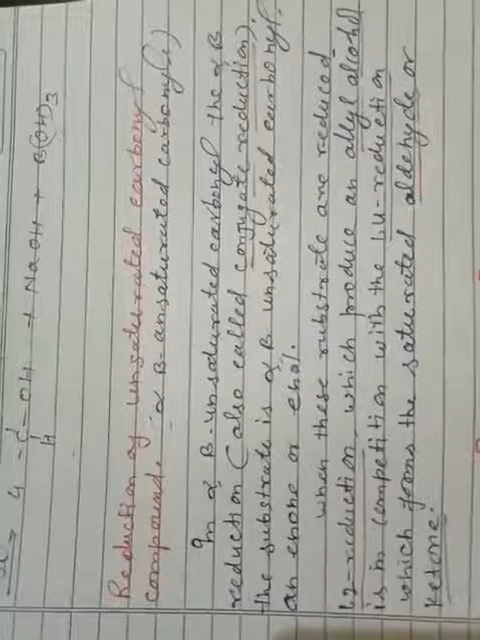 → 4 -C-OH + NaOH + B(OH)3
H
Reduction of unsaturated carbonyl
compound. (α B-unsaturated carbonyls)
In α B-unsaturated carbonyl the α B
reduction (also called conjugate reduction).
the substrate is α B unsaturated carbonyl.
an enone or enal.
when these substrate are reduced
1,2-reduction, which produce an allyl alcohol
is in competition with the 1,4-reduction
which forms the saturated aldehyde or
ketone.